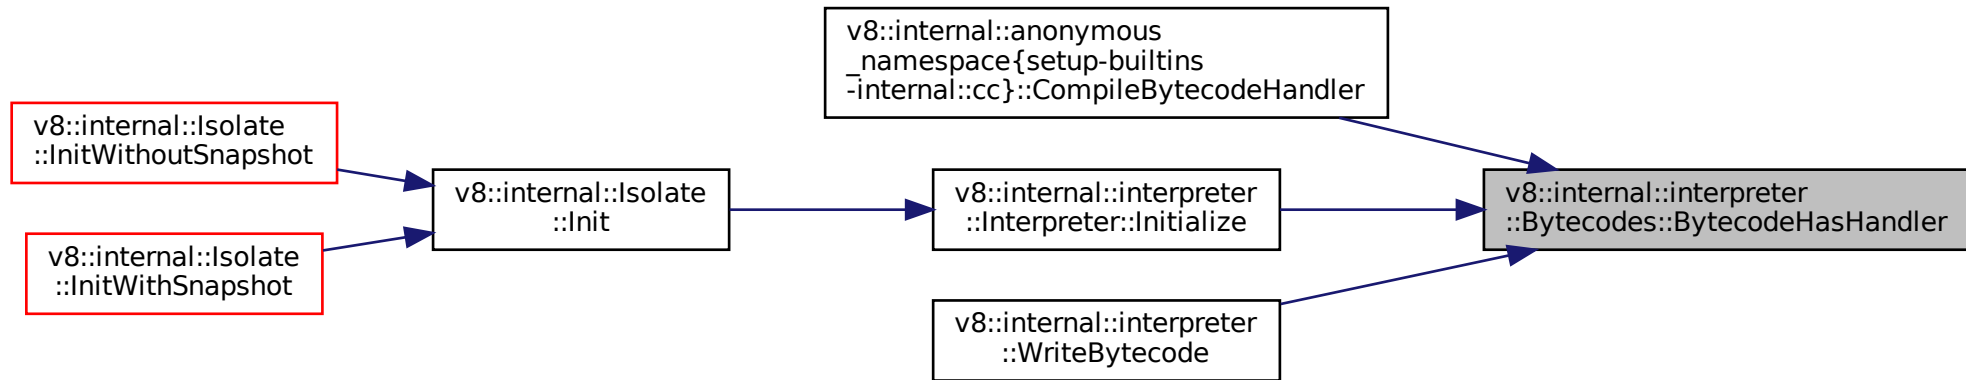 v8::internal::anonymous
_namespace{setup-builtins
-internal::cc}::CompileBytecodeHandler
v8::internal::Isolate
::InitWithoutSnapshot
v8::internal::Isolate
::Init
v8::internal::interpreter
::Interpreter::Initialize
v8::internal::interpreter
::Bytecodes::BytecodeHasHandler
v8::internal::Isolate
::InitWithSnapshot
v8::internal::interpreter
::WriteBytecode